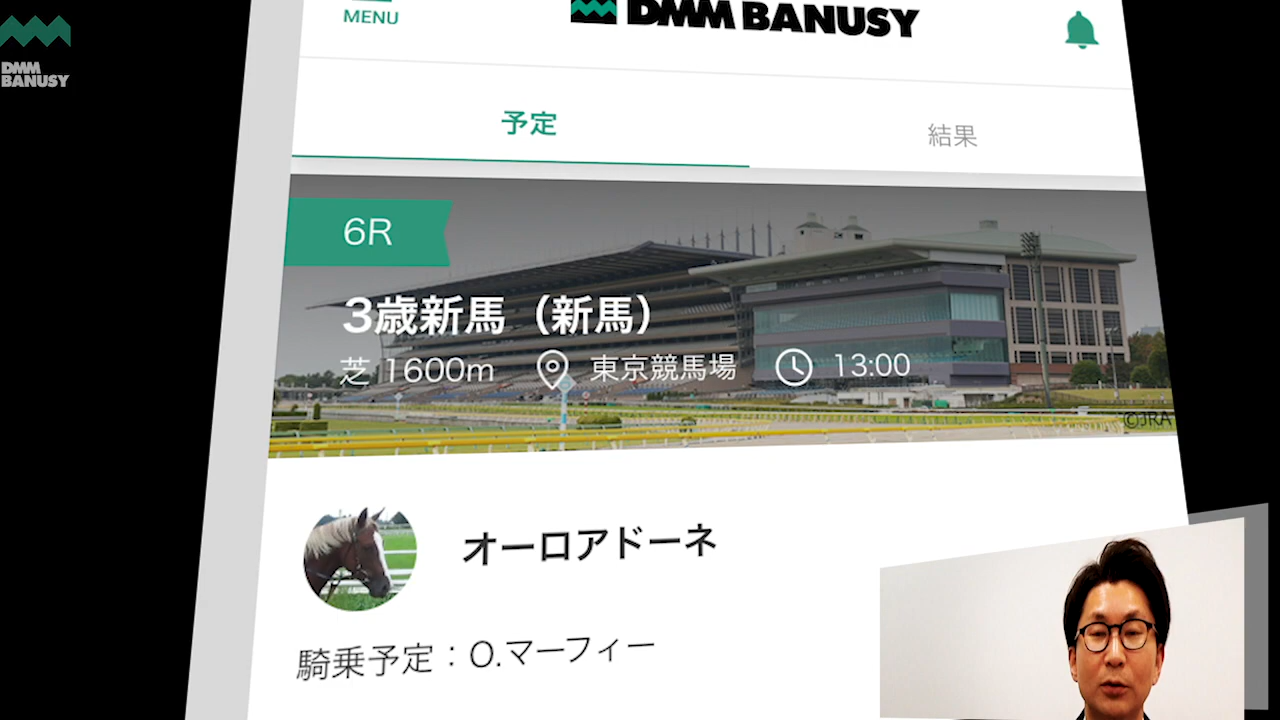 MENU
DMM BANUSY
DMM
BANUSY
予定
結果
6R
3歳新馬（新馬）
芝 1600m 東京競馬場 13:00
©JRA
オーロアドーネ
騎乗予定：O.マーフィー